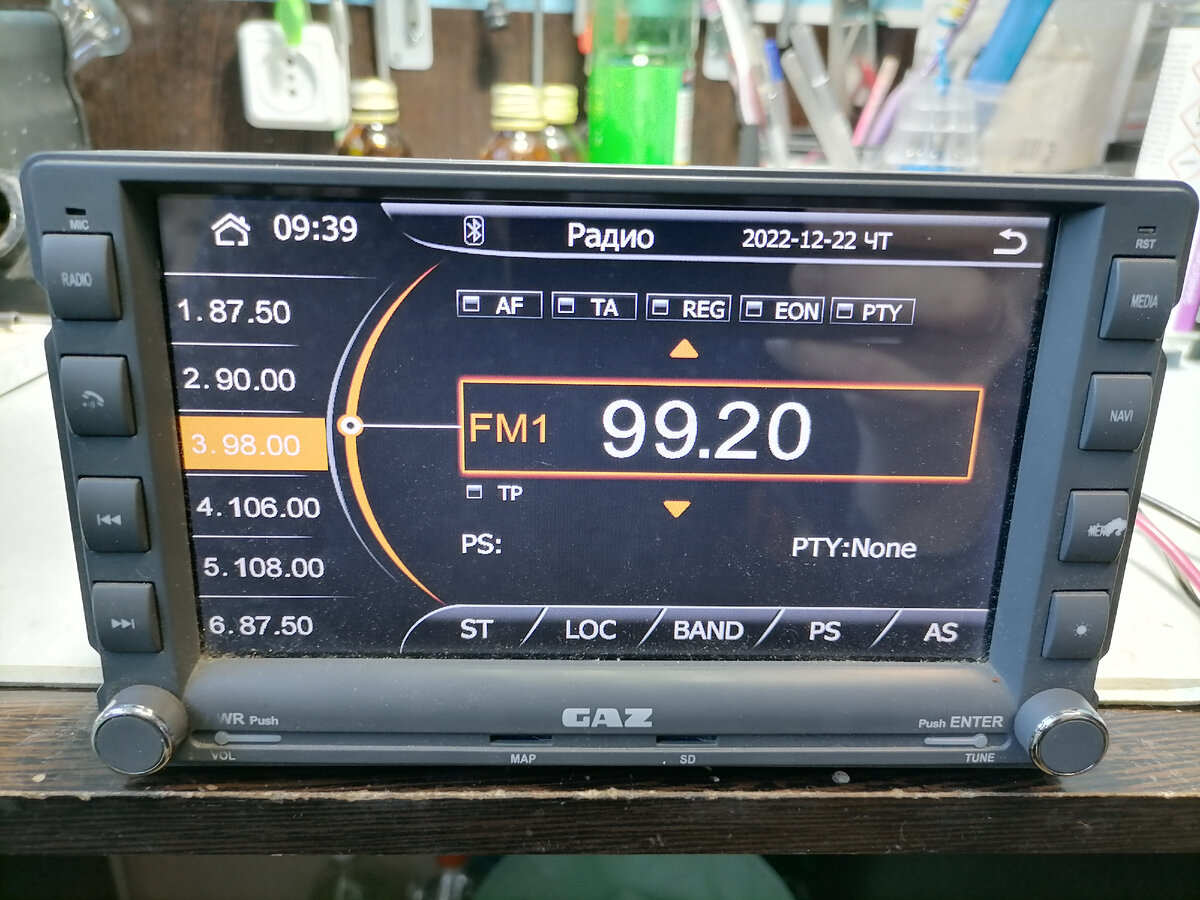 MIC
RADIO
09:39
Радио
2022-12-22 ЧТ
RST
MEDIA
1.87.50
2.90.00
3.98.00
4.106.00
5.108.00
6.87.50
AF
TA
REG
EON
PTY
FM1
99.20
TP
PS:
PTY:None
NAVI
ST
LOC
BAND
PS
AS
WR Push
VOL
GAZ
MAP
SD
Push ENTER
TUNE